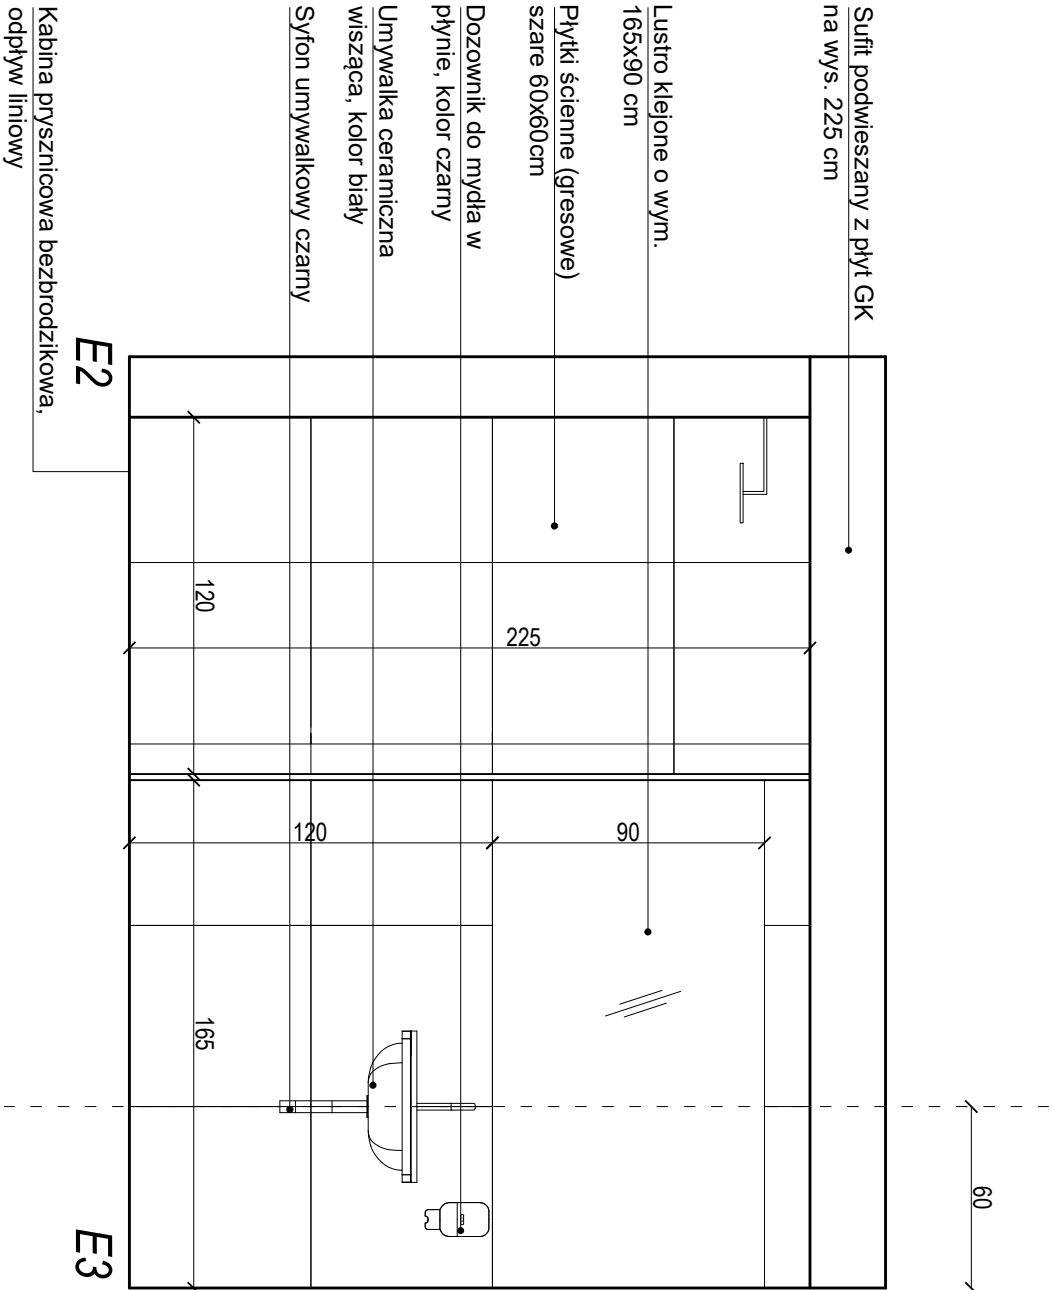 Sufit podwieszany z płyt GK
na wys. 225 cm
Lustro klejone o wym.
165x90 cm
Płytki ścienne (gresowe)
szare 60x60cm
Dozownik do mydła w
płynie, kolor czarny
Umywalka ceramiczna
wisząca, kolor biały
Syfon umywalkowy czarny
Kabina prysznicowa bezbrodzikowa,
odpływ liniowy
E2
E3
120
225
120
90
165
60